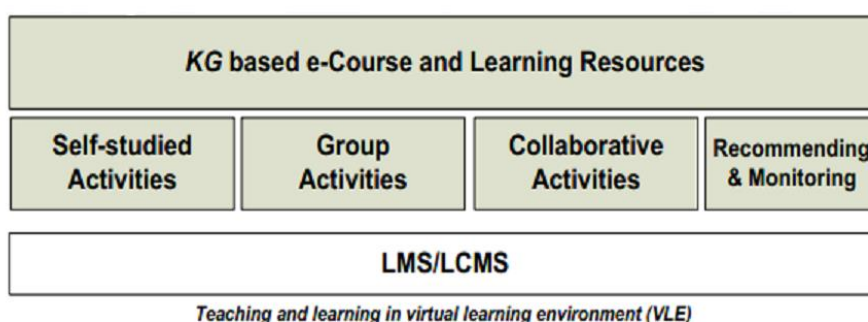 KG based e-Course and Learning Resources
Self-studied
Activities
Group
Activities
Collaborative
Activities
Recommending
& Monitoring
LMS/LCMS
Teaching and learning in virtual learning environment (VLE)